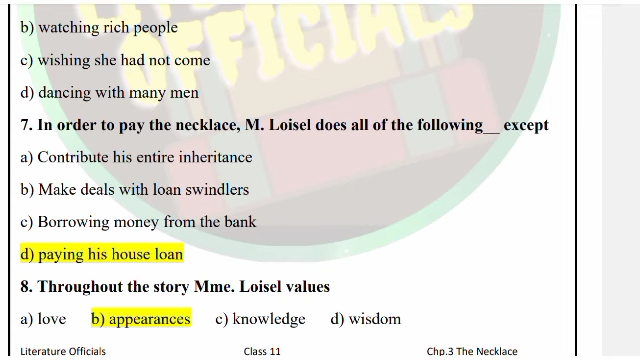 b) watching rich people
c) wishing she had not come
d) dancing with many men
7. In order to pay the necklace, M. Loisel does all of the following__ except
a) Contribute his entire inheritance
b) Make deals with loan swindlers
c) Borrowing money from the bank
d) paying his house loan
8. Throughout the story Mme. Loisel values
a) love b) appearances c) knowledge d) wisdom
Literature Officials Class 11 Chp.3 The Necklace